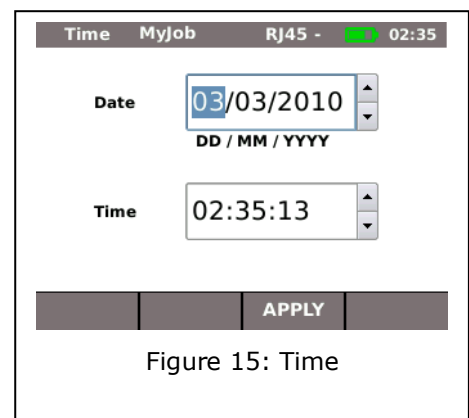 Time MyJob RJ45 - 02:35
Date 03/03/2010
DD / MM / YYYY
Time 02:35:13
APPLY
Figure 15: Time